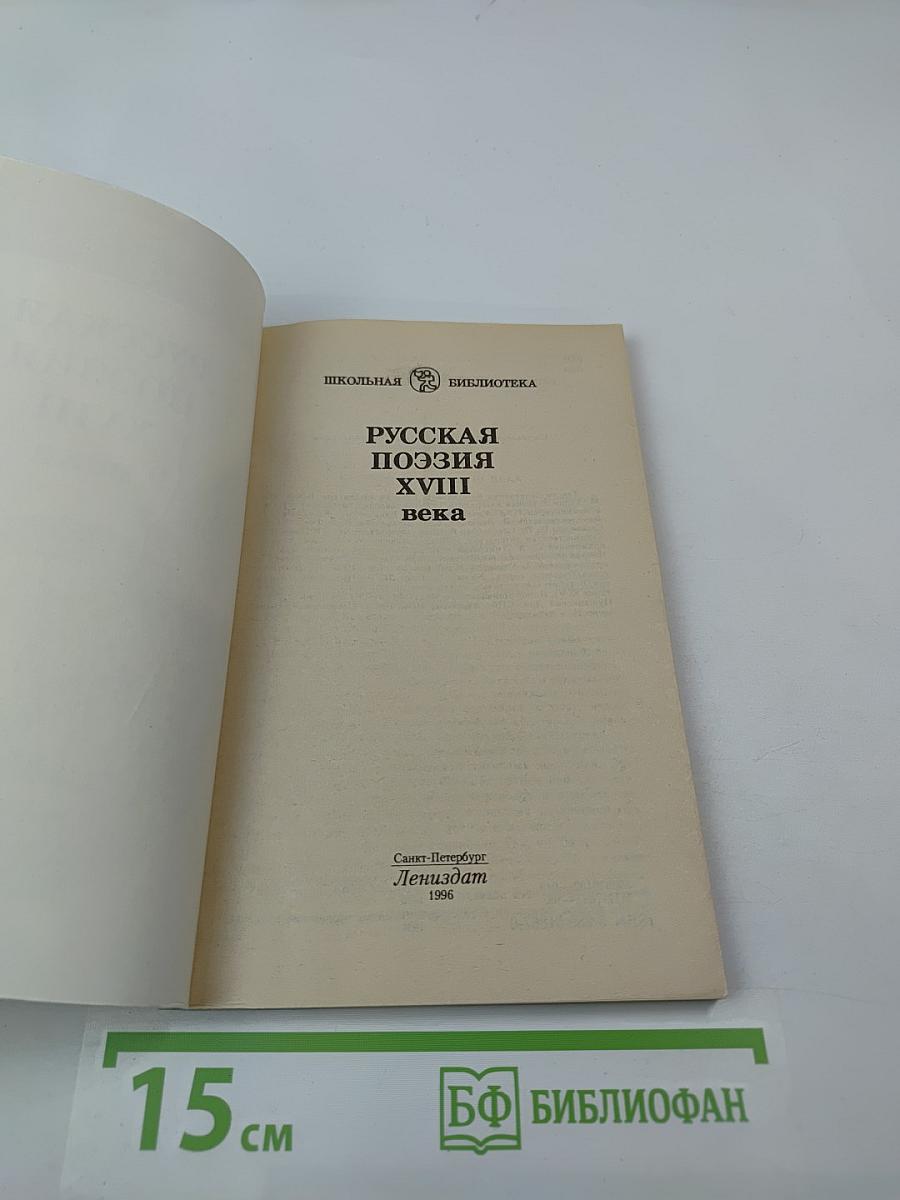 ШКОЛЬНАЯ БИБЛИОТЕКА
РУССКАЯ
ПОЭЗИЯ
XVIII
века
Санкт-Петербург
Лениздат
1996
15 см
БФ БИБЛИОФАН